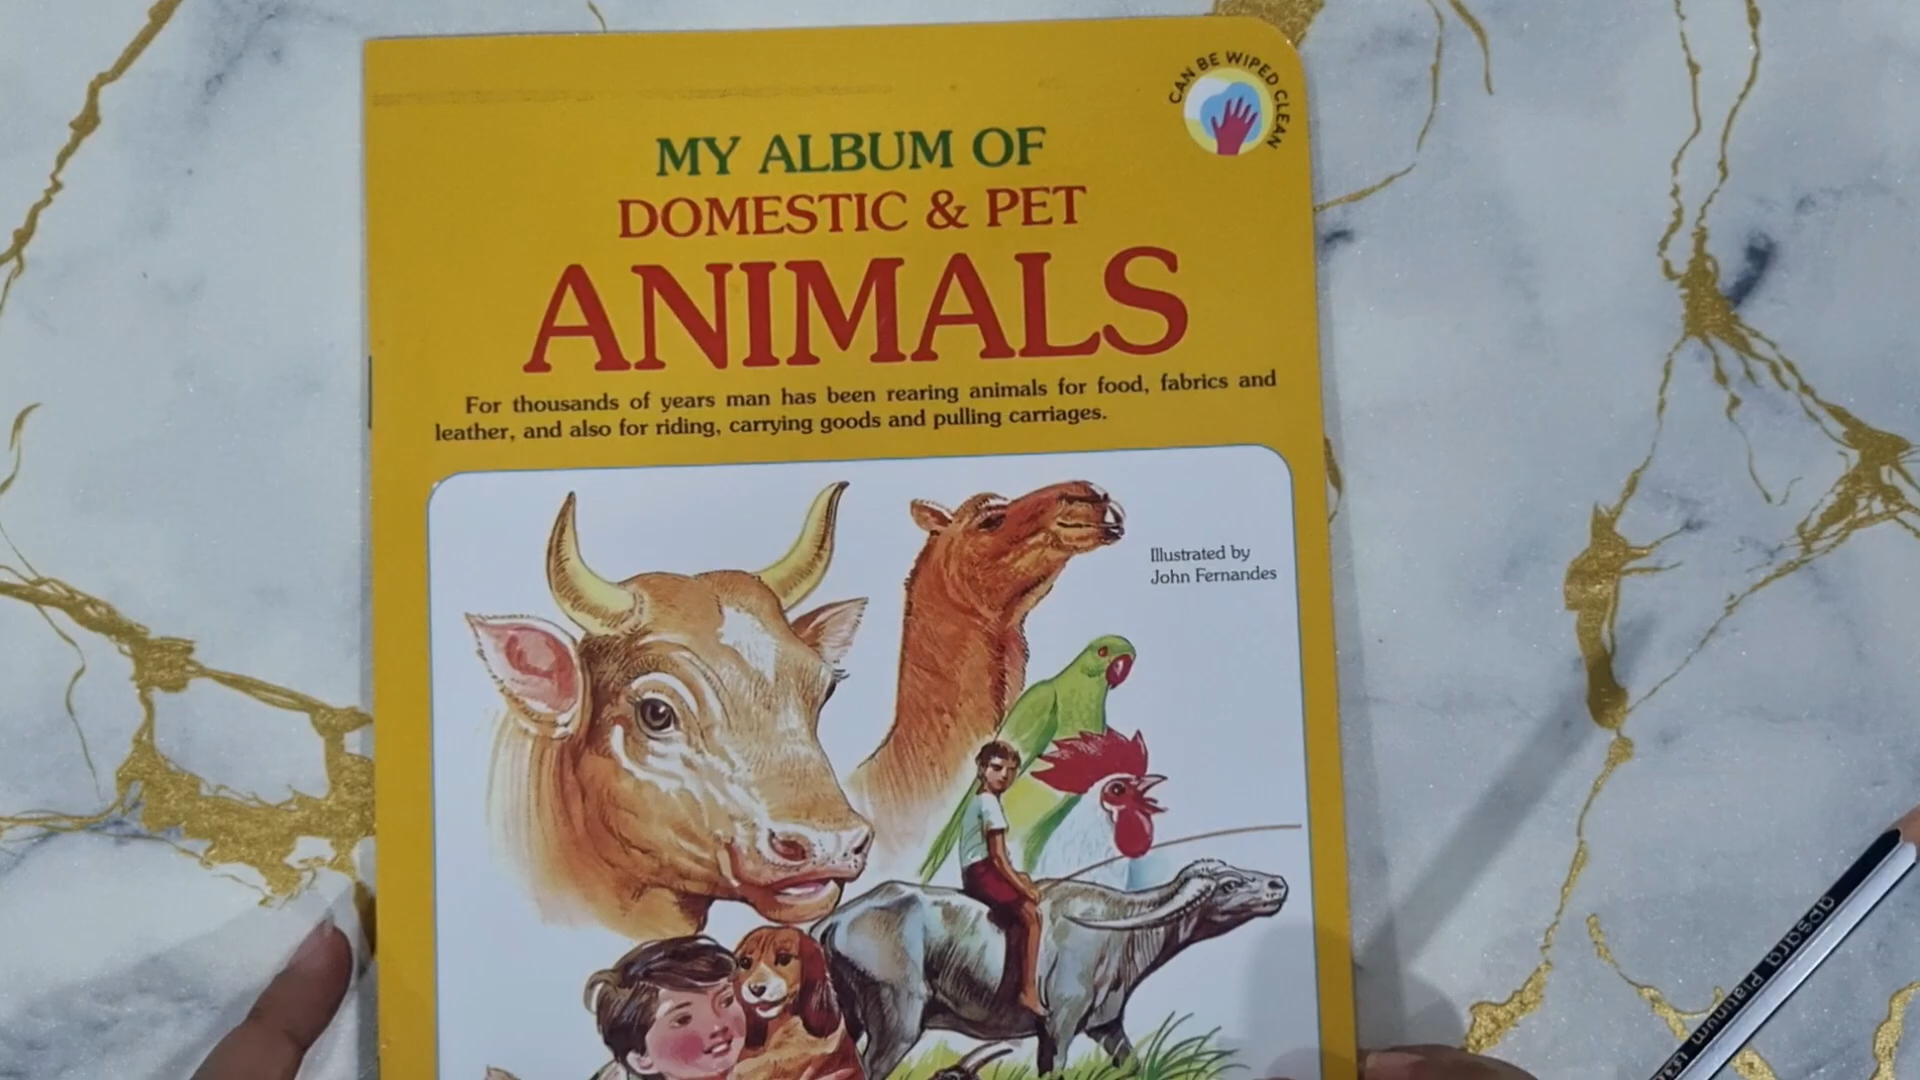 CAN BE WIPED CLEAN
MY ALBUM OF
DOMESTIC & PET
ANIMALS
For thousands of years man has been rearing animals for food, fabrics and
leather, and also for riding, carrying goods and pulling carriages.
Illustrated by
John Fernandes
apsara Platinum